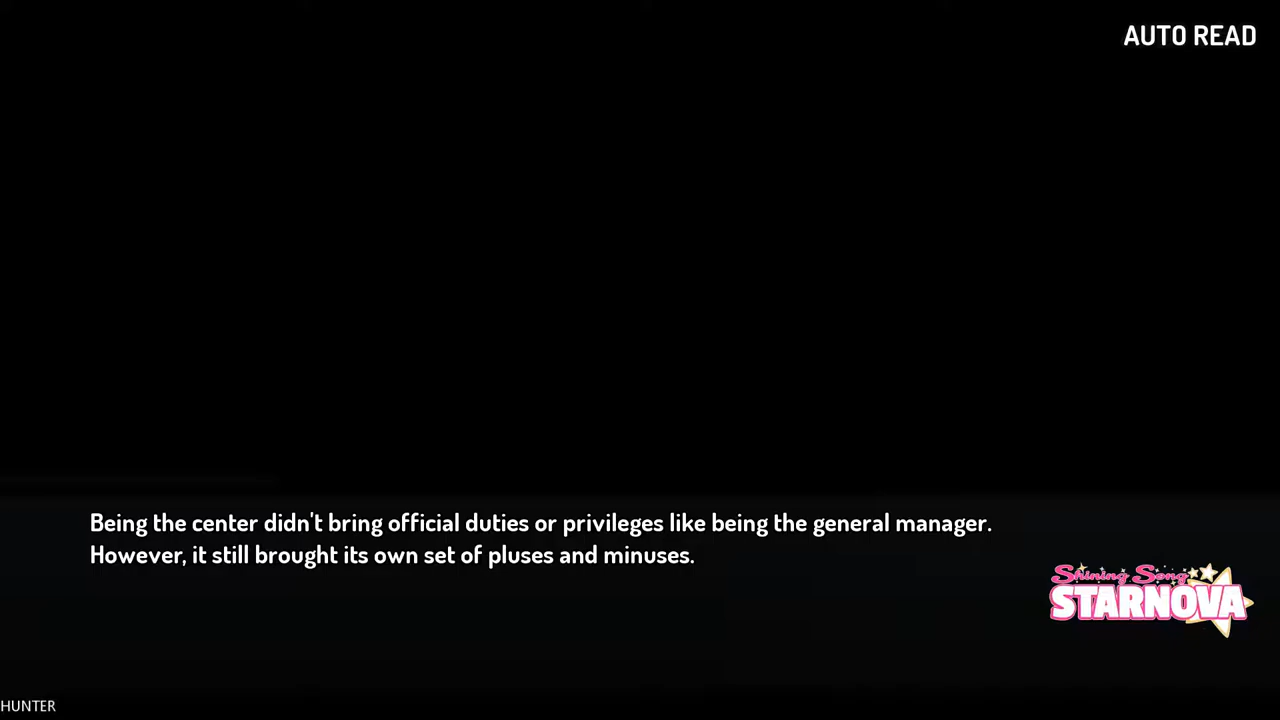 AUTO READ
Being the center didn't bring official duties or privileges like being the general manager.
However, it still brought its own set of pluses and minuses.
Shining Song
STARNOVA
HUNTER